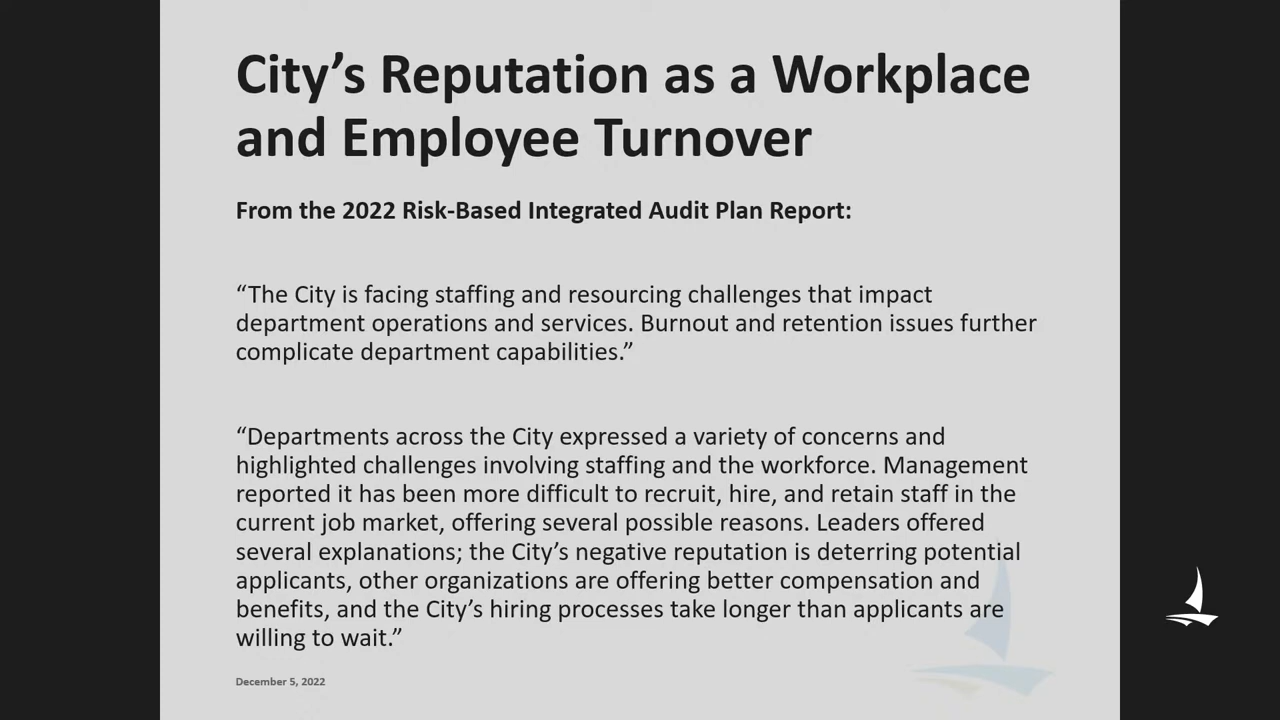 City’s Reputation as a Workplace
and Employee Turnover
From the 2022 Risk-Based Integrated Audit Plan Report:
“The City is facing staffing and resourcing challenges that impact
department operations and services. Burnout and retention issues further
complicate department capabilities.”
“Departments across the City expressed a variety of concerns and
highlighted challenges involving staffing and the workforce. Management
reported it has been more difficult to recruit, hire, and retain staff in the
current job market, offering several possible reasons. Leaders offered
several explanations; the City’s negative reputation is deterring potential
applicants, other organizations are offering better compensation and
benefits, and the City’s hiring processes take longer than applicants are
willing to wait.”
December 5, 2022